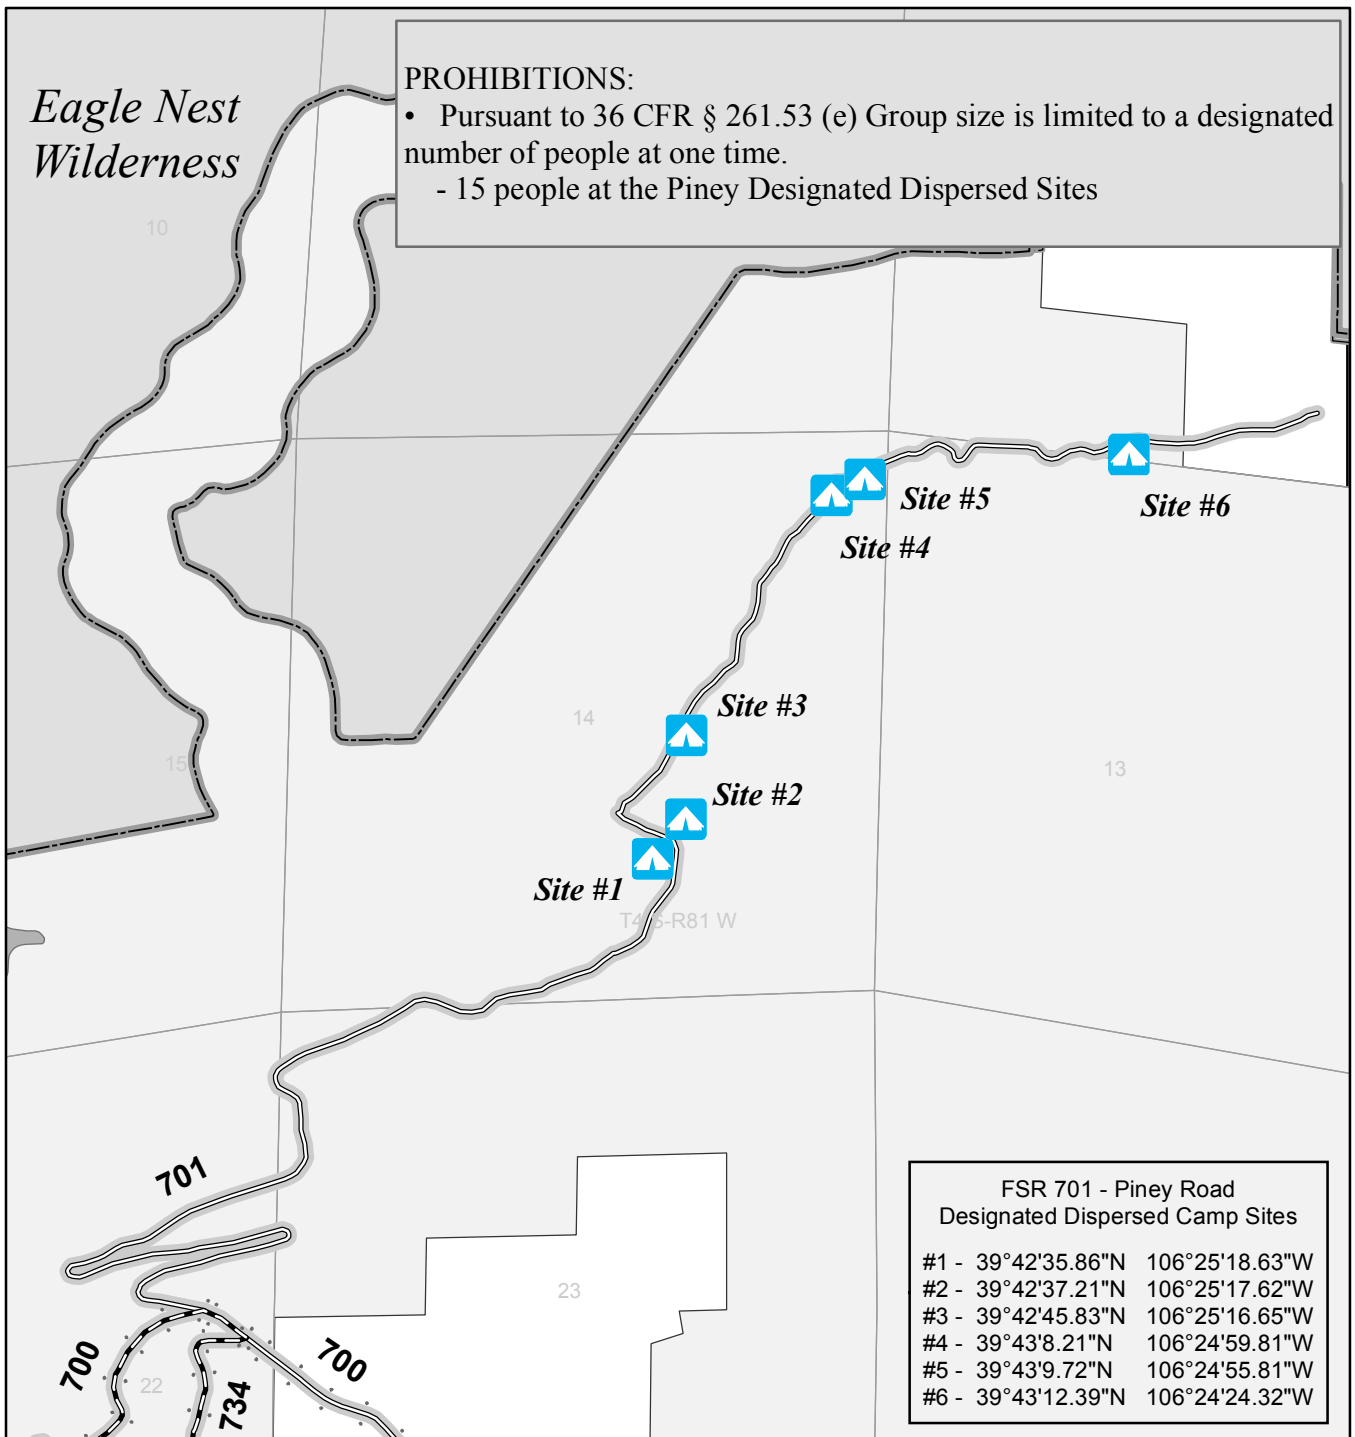 Eagle Nest
Wilderness
PROHIBITIONS:
• Pursuant to 36 CFR § 261.53 (e) Group size is limited to a designated
number of people at one time.
- 15 people at the Piney Designated Dispersed Sites
10
Site #5
Site #6
Site #4
Site #3
14
15
13
Site #2
Site #1
R81 W
701
23
700
22
734
700
FSR 701 - Piney Road
Designated Dispersed Camp Sites
#1 - 39°42'35.86"N 106°25'18.63"W
#2 - 39°42'37.21"N 106°25'17.62"W
#3 - 39°42'45.83"N 106°25'16.65"W
#4 - 39°43'8.21"N 106°24'59.81"W
#5 - 39°43'9.72"N 106°24'55.81"W
#6 - 39°43'12.39"N 106°24'24.32"W